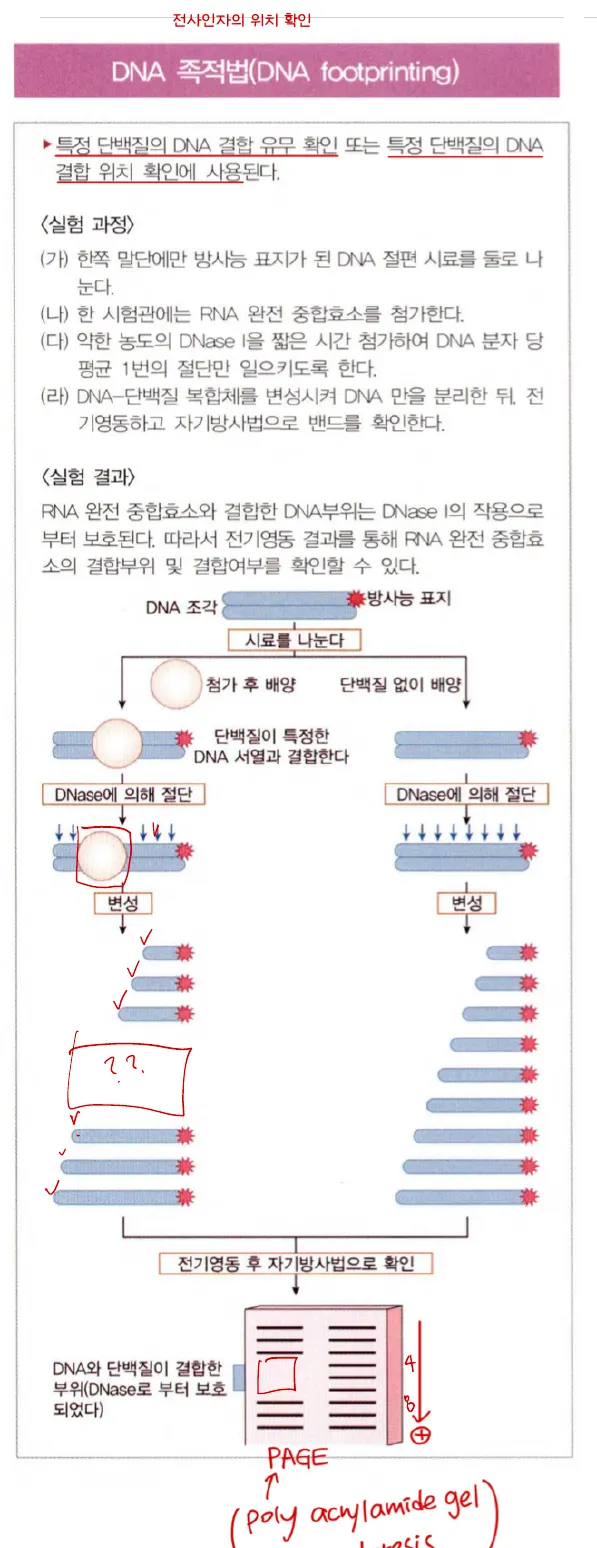 전사인자의 위치 확인
DNA 족적법(DNA footprinting)
▶특정 단백질의 DNA 결합 유무 확인 또는 특정 단백질의 DNA
결합 위치 확인에 사용된다.
〈실험 과정〉
(가) 한쪽 말단에만 방사능 표지가 된 DNA 절편 시료를 둘로 나
눈다.
(나) 한 시험관에는 RNA 완전 중합효소를 첨가한다.
(다) 약한 농도의 DNase I을 짧은 시간 첨가하여 DNA 분자 당
평균 1번의 절단만 일으키도록 한다.
(라) DNA-단백질 복합체를 변성시켜 DNA 만을 분리한 뒤, 전
기영동하고 자기방사법으로 밴드를 확인한다.
〈실험 결과〉
RNA 완전 중합효소와 결합한 DNA부위는 DNase I의 작용으로
부터 보호된다. 따라서 전기영동 결과를 통해 RNA 완전 중합효
소의 결합부위 및 결합여부를 확인할 수 있다.
DNA 조각
방사능 표지
시료를 나눈다
첨가 후 배양
단백질 없이 배양
단백질이 특정한
DNA 서열과 결합한다
DNase에 의해 절단
DNase에 의해 절단
변성
변성
??.
전기영동 후 자기방사법으로 확인
DNA와 단백질이 결합한
부위(DNase로 부터 보호
되었다)
⊕
PAGE
(poly acrylamide gel)